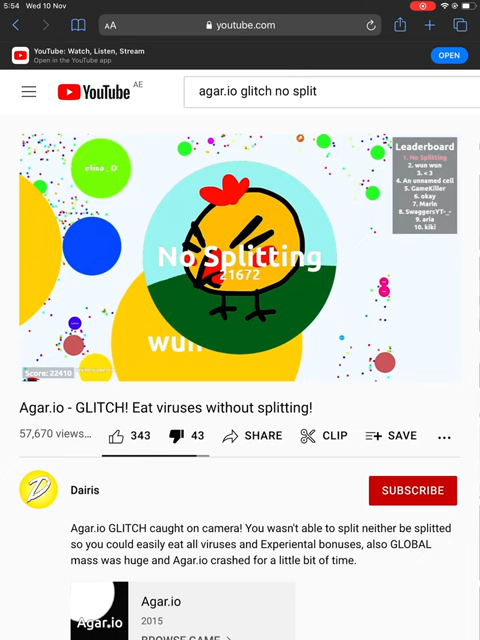 5:54 Wed 10 Nov
AA
youtube.com
YouTube: Watch, Listen, Stream
Open in the YouTube app
OPEN
YouTube AE
agar.io glitch no split
elisa_D
Leaderboard
1. No Splitting
2. wun wun
3. < 3
4. An unnamed cell
5. GameKiller
6. okay
7. Marin
8. SwaggersYT-_-
9. aria
10. kiki
No Splitting
21672
wun
Score: 22410
Agar.io - GLITCH! Eat viruses without splitting!
57,670 views...
343
43
SHARE
CLIP
SAVE
D
Dairis
SUBSCRIBE
Agar.io GLITCH caught on camera! You wasn't able to split neither be splitted
so you could easily eat all viruses and Experiental bonuses, also GLOBAL
mass was huge and Agar.io crashed for a little bit of time.
Agar.io
Agar.io
2015
BROWSE GAME